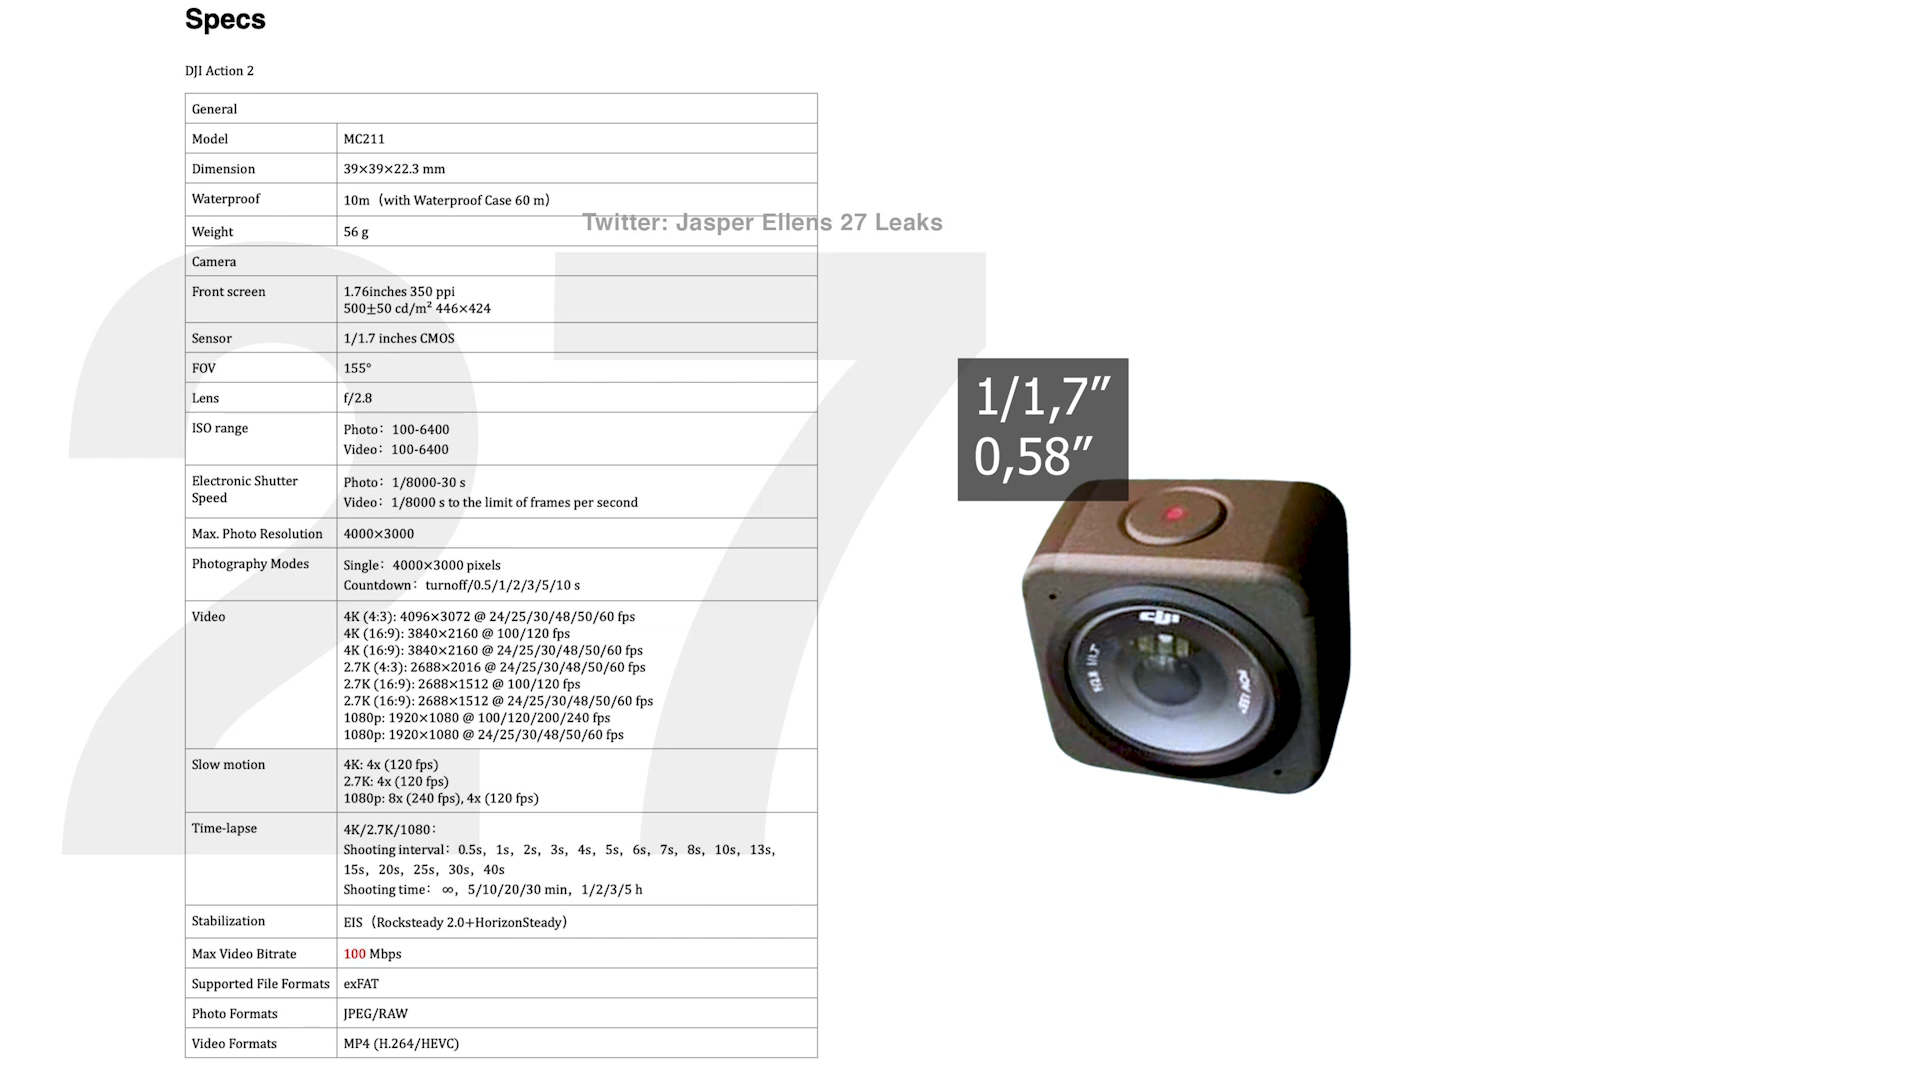 Specs
DJI Action 2
General
Model MC211
Dimension 39×39×22.3 mm
Waterproof 10m（with Waterproof Case 60 m）
Twitter: Jasper Ellens 27 Leaks
Weight 56 g
Camera
Front screen 1.76inches 350 ppi
500±50 cd/m² 446×424
Sensor 1/1.7 inches CMOS
FOV 155°
Lens f/2.8
ISO range Photo：100-6400
Video：100-6400
Electronic Shutter Speed Photo：1/8000-30 s
Video：1/8000 s to the limit of frames per second
Max. Photo Resolution 4000×3000
Photography Modes Single：4000×3000 pixels
Countdown：turnoff/0.5/1/2/3/5/10 s
Video 4K (4:3): 4096×3072 @ 24/25/30/48/50/60 fps
4K (16:9): 3840×2160 @ 100/120 fps
4K (16:9): 3840×2160 @ 24/25/30/48/50/60 fps
2.7K (4:3): 2688×2016 @ 24/25/30/48/50/60 fps
2.7K (16:9): 2688×1512 @ 100/120 fps
2.7K (16:9): 2688×1512 @ 24/25/30/48/50/60 fps
1080p: 1920×1080 @ 100/120/200/240 fps
1080p: 1920×1080 @ 24/25/30/48/50/60 fps
Slow motion 4K: 4x (120 fps)
2.7K: 4x (120 fps)
1080p: 8x (240 fps), 4x (120 fps)
Time-lapse 4K/2.7K/1080：
Shooting interval：0.5s，1s，2s，3s，4s，5s，6s，7s，8s，10s，13s，
15s，20s，25s，30s，40s
Shooting time：∞，5/10/20/30 min，1/2/3/5 h
Stabilization EIS（Rocksteady 2.0+HorizonSteady）
Max Video Bitrate 100 Mbps
Supported File Formats exFAT
Photo Formats JPEG/RAW
Video Formats MP4 (H.264/HEVC)
27
1/1,7”
0,58”
dji
f/2.8 1/1.7"
155° FOV